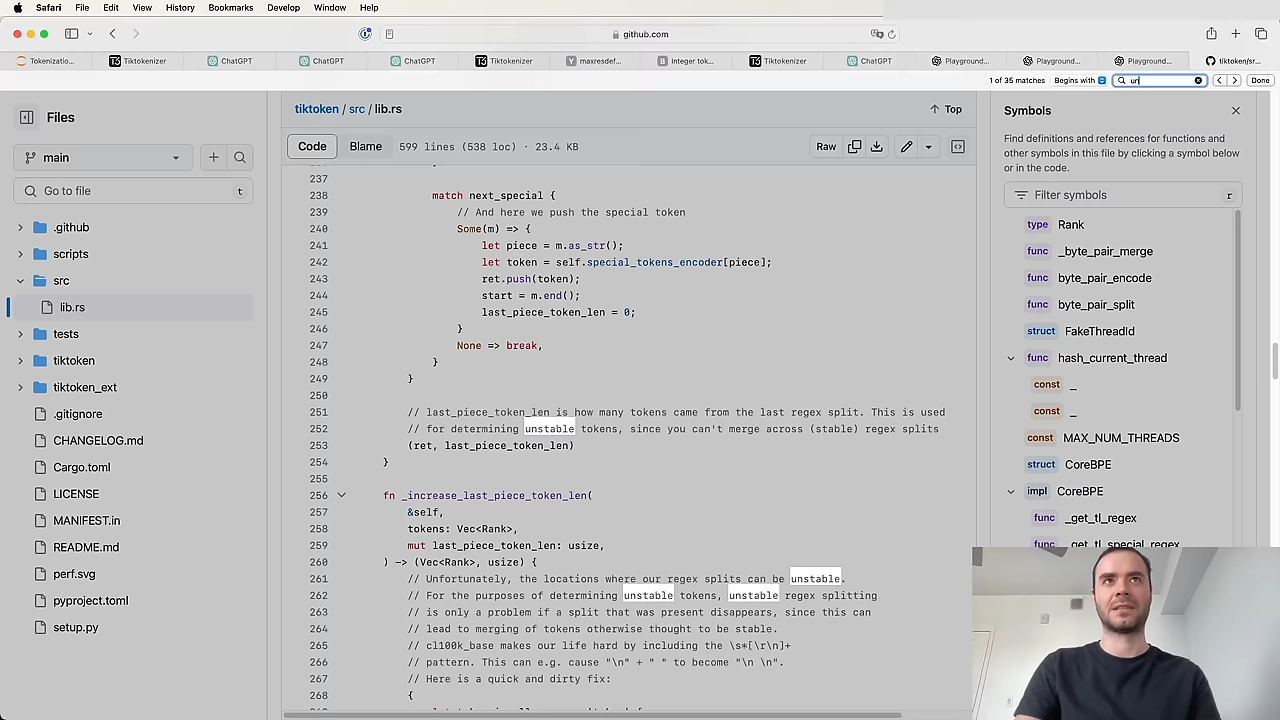 Safari File Edit View History Bookmarks Develop Window Help
github.com
Tokenizatio... Tiktokenizer ChatGPT ChatGPT ChatGPT Tiktokenizer maxresdef... Integer tok... Tiktokenizer ChatGPT Playground... Playground... Playground... tiktoken/sr...
1 of 35 matches Begins with un Done
Files
main
Go to file t
.github
scripts
src
lib.rs
tests
tiktoken
tiktoken_ext
.gitignore
CHANGELOG.md
Cargo.toml
LICENSE
MANIFEST.in
README.md
perf.svg
pyproject.toml
setup.py
tiktoken / src / lib.rs Top
Code Blame 599 lines (538 loc) · 23.4 KB Raw
237
238 match next_special {
239 // And here we push the special token
240 Some(m) => {
241 let piece = m.as_str();
242 let token = self.special_tokens_encoder[piece];
243 ret.push(token);
244 start = m.end();
245 last_piece_token_len = 0;
246 }
247 None => break,
248 }
249 }
250
251 // last_piece_token_len is how many tokens came from the last regex split. This is used
252 // for determining unstable tokens, since you can't merge across (stable) regex splits
253 (ret, last_piece_token_len)
254 }
255
256 fn _increase_last_piece_token_len(
257 &self,
258 tokens: Vec<Rank>,
259 mut last_piece_token_len: usize,
260 ) -> (Vec<Rank>, usize) {
261 // Unfortunately, the locations where our regex splits can be unstable.
262 // For the purposes of determining unstable tokens, unstable regex splitting
263 // is only a problem if a split that was present disappears, since this can
264 // lead to merging of tokens otherwise thought to be stable.
265 // cl100k_base makes our life hard by including the \s*[\r\n]+
266 // pattern. This can e.g. cause "\n" + " " to become "\n \n".
267 // Here is a quick and dirty fix:
268 {
Symbols
Find definitions and references for functions and
other symbols in this file by clicking a symbol below
or in the code.
Filter symbols r
type Rank
func _byte_pair_merge
func byte_pair_encode
func byte_pair_split
struct FakeThreadId
func hash_current_thread
const _
const _
const MAX_NUM_THREADS
struct CoreBPE
impl CoreBPE
func _get_tl_regex
func _get_tl_special_regex